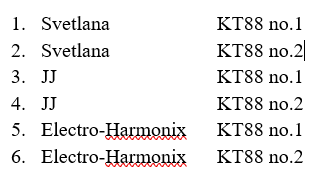 1. Svetlana KT88 no.1
2. Svetlana KT88 no.2
3. JJ KT88 no.1
4. JJ KT88 no.2
5. Electro-Harmonix KT88 no.1
6. Electro-Harmonix KT88 no.2